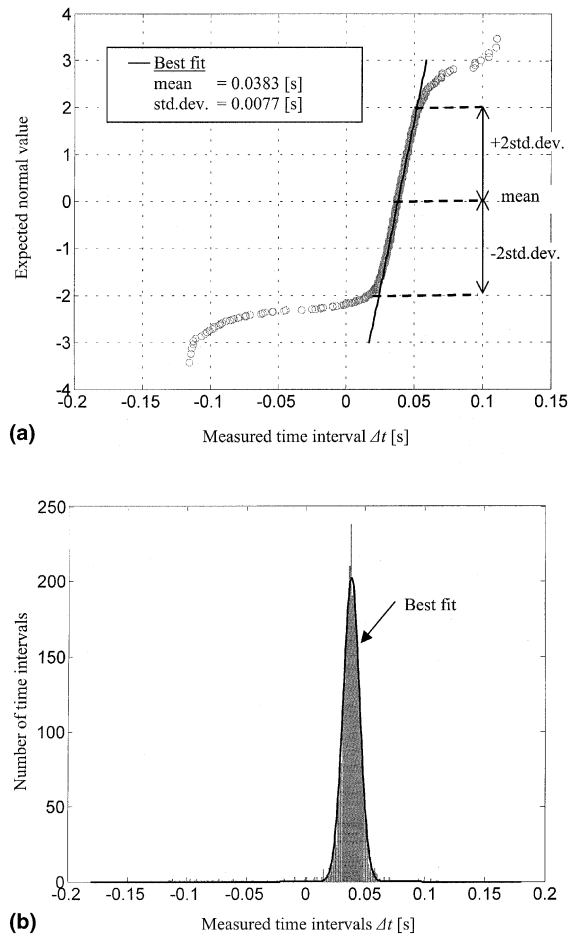 4
3
2
1
0
-1
-2
-3
-4
Expected normal value
Best fit
mean = 0.0383 [s]
std.dev. = 0.0077 [s]
+2std.dev.
mean
-2std.dev.
-0.2 -0.15 -0.1 -0.05 0 0.05 0.1 0.15
(a)
Measured time interval Δt [s]
250
200
150
100
50
0
Number of time intervals
Best fit
-0.2 -0.15 -0.1 -0.05 0 0.05 0.1 0.15 0.2
(b)
Measured time intervals Δt [s]